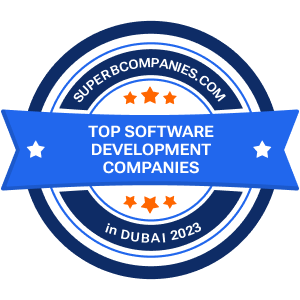 SUPERBCOMPANIES.COM
TOP SOFTWARE
DEVELOPMENT
COMPANIES
in DUBAI 2023